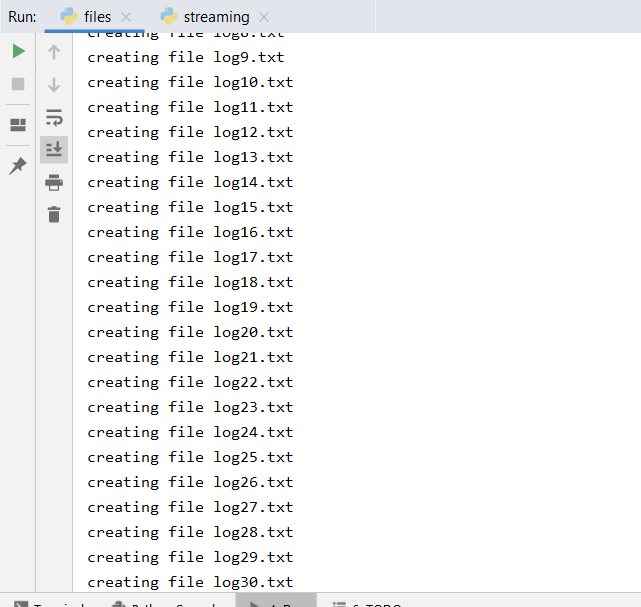 Run: files streaming
creating file log8.txt
creating file log9.txt
creating file log10.txt
creating file log11.txt
creating file log12.txt
creating file log13.txt
creating file log14.txt
creating file log15.txt
creating file log16.txt
creating file log17.txt
creating file log18.txt
creating file log19.txt
creating file log20.txt
creating file log21.txt
creating file log22.txt
creating file log23.txt
creating file log24.txt
creating file log25.txt
creating file log26.txt
creating file log27.txt
creating file log28.txt
creating file log29.txt
creating file log30.txt